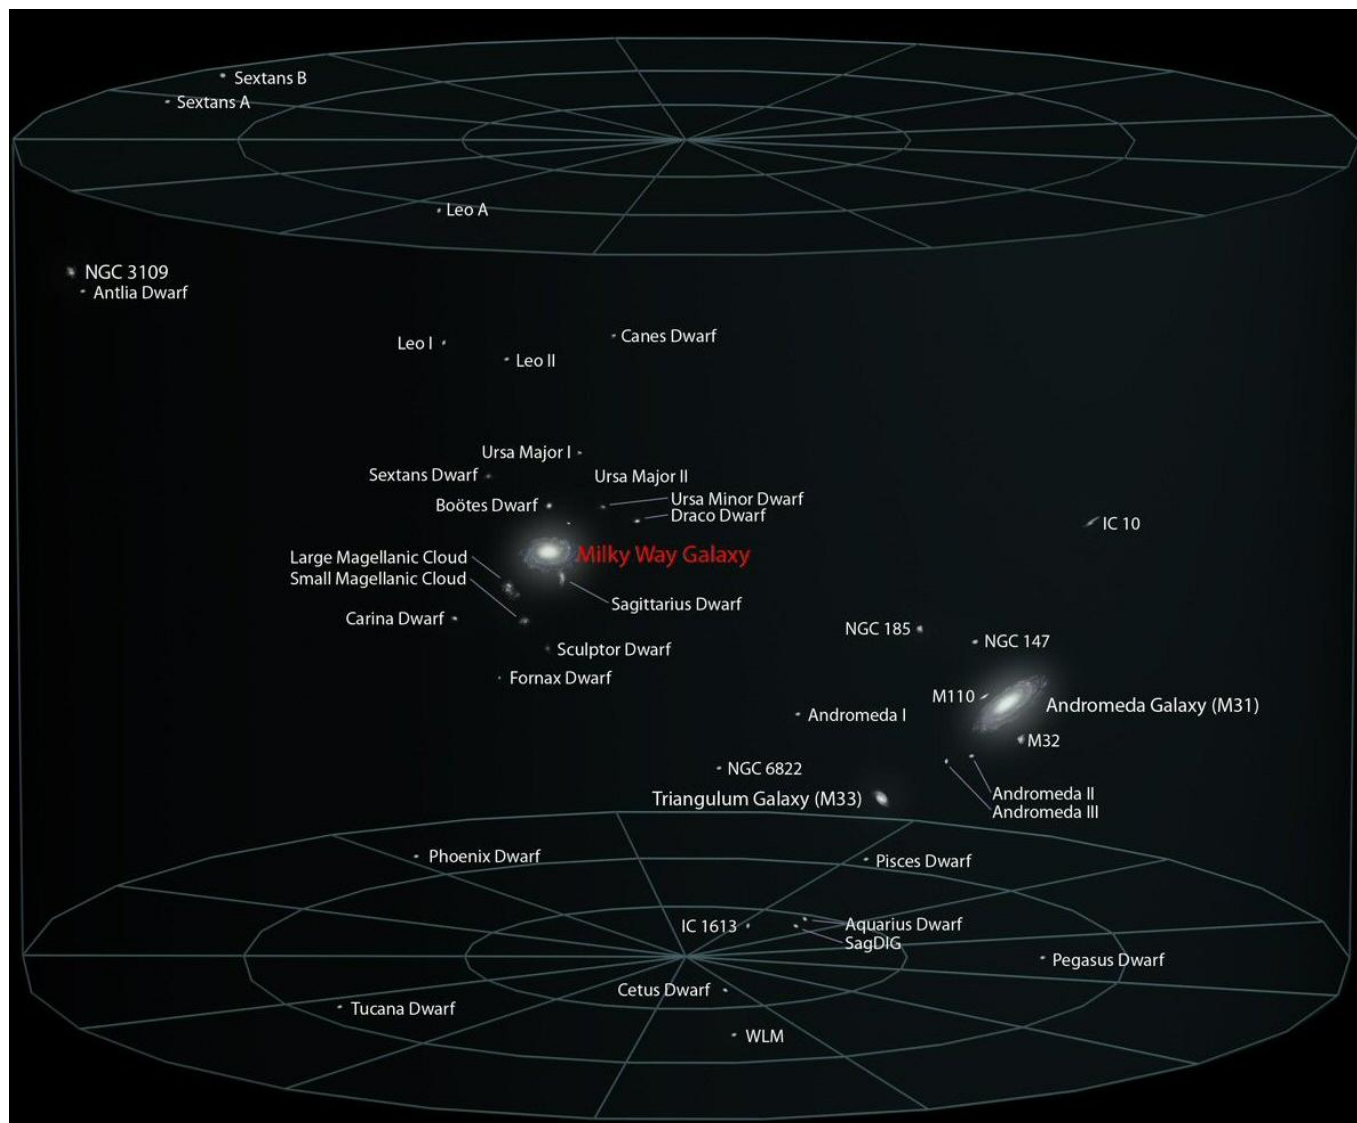 Sextans B
Sextans A
Leo A
NGC 3109
Antlia Dwarf
Canes Dwarf
Leo I
Leo II
Ursa Major I
Sextans Dwarf
Ursa Major II
Ursa Minor Dwarf
Boötes Dwarf
Draco Dwarf
IC 10
Milky Way Galaxy
Large Magellanic Cloud
Small Magellanic Cloud
Sagittarius Dwarf
Carina Dwarf
NGC 185
NGC 147
Sculptor Dwarf
Fornax Dwarf
M110
Andromeda Galaxy (M31)
Andromeda I
M32
NGC 6822
Andromeda II
Triangulum Galaxy (M33)
Andromeda III
Phoenix Dwarf
Pisces Dwarf
IC 1613
Aquarius Dwarf
SagDIG
Pegasus Dwarf
Cetus Dwarf
Tucana Dwarf
WLM